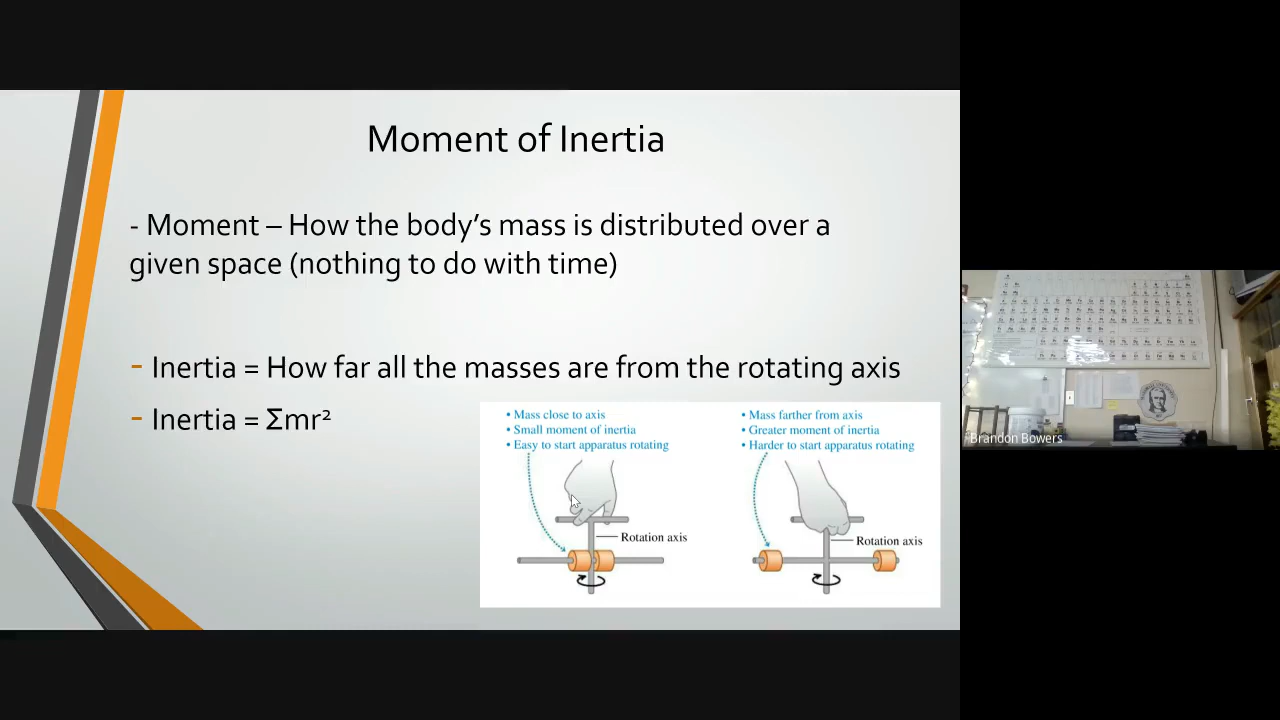 Moment of Inertia
- Moment – How the body's mass is distributed over a
given space (nothing to do with time)
- Inertia = How far all the masses are from the rotating axis
- Inertia = Σmr²
• Mass close to axis
• Small moment of inertia
• Easy to start apparatus rotating
Rotation axis
• Mass farther from axis
• Greater moment of inertia
• Harder to start apparatus rotating
Rotation axis
Brandon Bowers